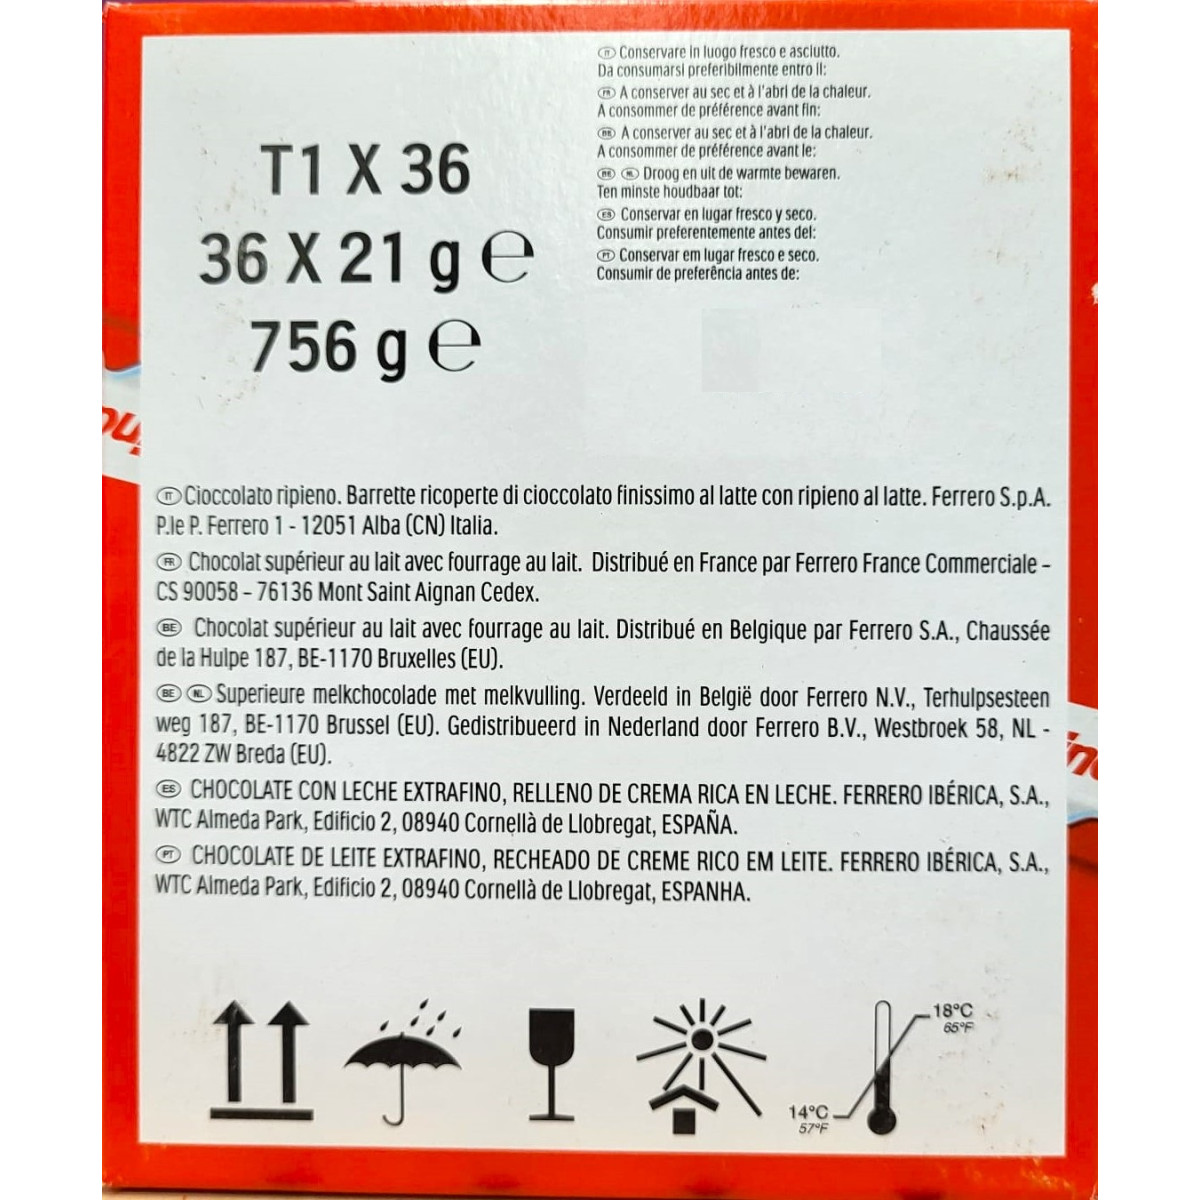 T1 X 36
36 X 21 g ℮
756 g ℮
IT Conservare in luogo fresco e asciutto.
Da consumarsi preferibilmente entro il:
FR A conserver au sec et à l'abri de la chaleur.
A consommer de préférence avant fin:
BE A conserver au sec et à l'abri de la chaleur.
A consommer de préférence avant le:
BE NL Droog en uit de warmte bewaren.
Ten minste houdbaar tot:
ES Conservar en lugar fresco y seco.
Consumir preferentemente antes del:
PT Conservar em lugar fresco e seco.
Consumir de preferência antes de:
IT Cioccolato ripieno. Barrette ricoperte di cioccolato finissimo al latte con ripieno al latte. Ferrero S.p.A.
P.le P. Ferrero 1 - 12051 Alba (CN) Italia.
FR Chocolat supérieur au lait avec fourrage au lait. Distribué en France par Ferrero France Commerciale –
CS 90058 – 76136 Mont Saint Aignan Cedex.
BE Chocolat supérieur au lait avec fourrage au lait. Distribué en Belgique par Ferrero S.A., Chaussée
de la Hulpe 187, BE-1170 Bruxelles (EU).
BE NL Superieure melkchocolade met melkvulling. Verdeeld in België door Ferrero N.V., Terhulpsesteen
weg 187, BE-1170 Brussel (EU). Gedistribueerd in Nederland door Ferrero B.V., Westbroek 58, NL -
4822 ZW Breda (EU).
ES CHOCOLATE CON LECHE EXTRAFINO, RELLENO DE CREMA RICA EN LECHE. FERRERO IBÉRICA, S.A.,
WTC Almeda Park, Edificio 2, 08940 Cornellà de Llobregat, ESPAÑA.
PT CHOCOLATE DE LEITE EXTRAFINO, RECHEADO DE CREME RICO EM LEITE. FERRERO IBÉRICA, S.A.,
WTC Almeda Park, Edificio 2, 08940 Cornellà de Llobregat, ESPANHA.
18°C
65°F
14°C
57°F